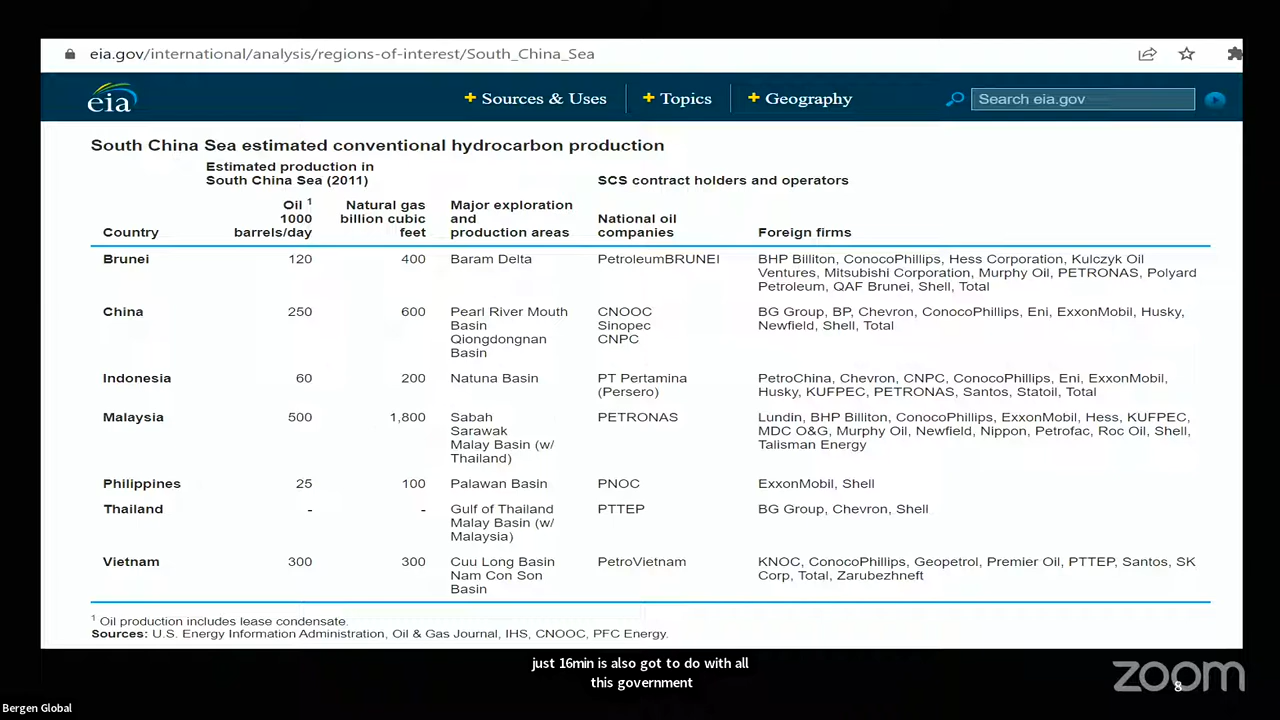 eia.gov/international/analysis/regions-of-interest/South_China_Sea
eia
+ Sources & Uses
+ Topics
+ Geography
Search eia.gov
South China Sea estimated conventional hydrocarbon production
Estimated production in
South China Sea (2011)
SCS contract holders and operators
Country
Oil 1
1000
barrels/day
Natural gas
billion cubic
feet
Major exploration
and
production areas
National oil
companies
Foreign firms
Brunei 120 400 Baram Delta PetroleumBRUNEI BHP Billiton, ConocoPhillips, Hess Corporation, Kulczyk Oil
Ventures, Mitsubishi Corporation, Murphy Oil, PETRONAS, Polyard
Petroleum, QAF Brunei, Shell, Total
China 250 600 Pearl River Mouth CNOOC BG Group, BP, Chevron, ConocoPhillips, Eni, ExxonMobil, Husky,
Basin Sinopec Newfield, Shell, Total
Qiongdongnan CNPC
Basin
Indonesia 60 200 Natuna Basin PT Pertamina PetroChina, Chevron, CNPC, ConocoPhillips, Eni, ExxonMobil,
(Persero) Husky, KUFPEC, PETRONAS, Santos, Statoil, Total
Malaysia 500 1,800 Sabah PETRONAS Lundin, BHP Billiton, ConocoPhillips, ExxonMobil, Hess, KUFPEC,
Sarawak MDC O&G, Murphy Oil, Newfield, Nippon, Petrofac, Roc Oil, Shell,
Malay Basin (w/ Talisman Energy
Thailand)
Philippines 25 100 Palawan Basin PNOC ExxonMobil, Shell
Thailand - - Gulf of Thailand PTTEP BG Group, Chevron, Shell
Malay Basin (w/
Malaysia)
Vietnam 300 300 Cuu Long Basin PetroVietnam KNOC, ConocoPhillips, Geopetrol, Premier Oil, PTTEP, Santos, SK
Nam Con Son Corp, Total, Zarubezhneft
Basin
1 Oil production includes lease condensate.
Sources: U.S. Energy Information Administration, Oil & Gas Journal, IHS, CNOOC, PFC Energy.
just 16min is also got to do with all
this government
zoom
8
Bergen Global